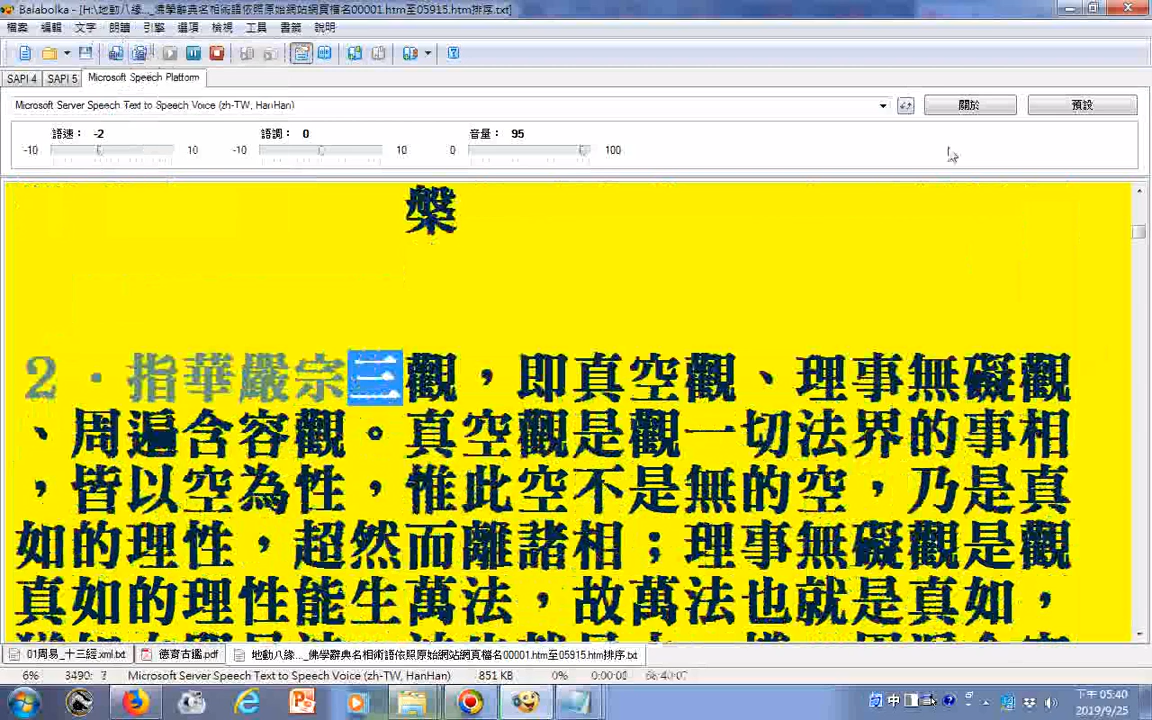 Balabolka - [H:\地動八緣..._佛學辭典名相術語依照原始網站網頁檔名00001.htm至05915.htm排序.txt]
檔案 編輯 文字 朗讀 引擎 選項 檢視 工具 書籤 說明
SAPI 4 SAPI 5 Microsoft Speech Platform
Microsoft Server Speech Text to Speech Voice (zh-TW, HanHan) 關於 預設
語速： -2 語調： 0 音量： 95
-10 10 -10 10 0 100
槃
2．指華嚴宗三觀，即真空觀、理事無礙觀
、周遍含容觀。真空觀是觀一切法界的事相
，皆以空為性，惟此空不是無的空，乃是真
如的理性，超然而離諸相；理事無礙觀是觀
真如的理性能生萬法，故萬法也就是真如，
01周易_十三經.xml.txt 德育古鑑.pdf 地動八緣..._佛學辭典名相術語依照原始網站網頁檔名00001.htm至05915.htm排序.txt
6% 3490: ? Microsoft Server Speech Text to Speech Voice (zh-TW, HanHan) 851 KB 0% 0:00:00
中 下午 05:40
2019/9/25